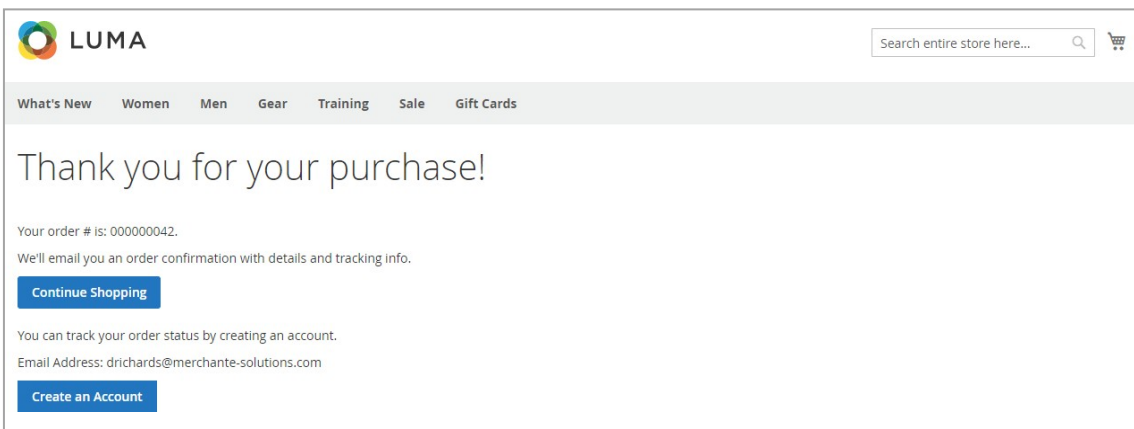 LUMA
Search entire store here...
What's New Women Men Gear Training Sale Gift Cards
Thank you for your purchase!
Your order # is: 000000042.
We'll email you an order confirmation with details and tracking info.
Continue Shopping
You can track your order status by creating an account.
Email Address: drichards@merchante-solutions.com
Create an Account